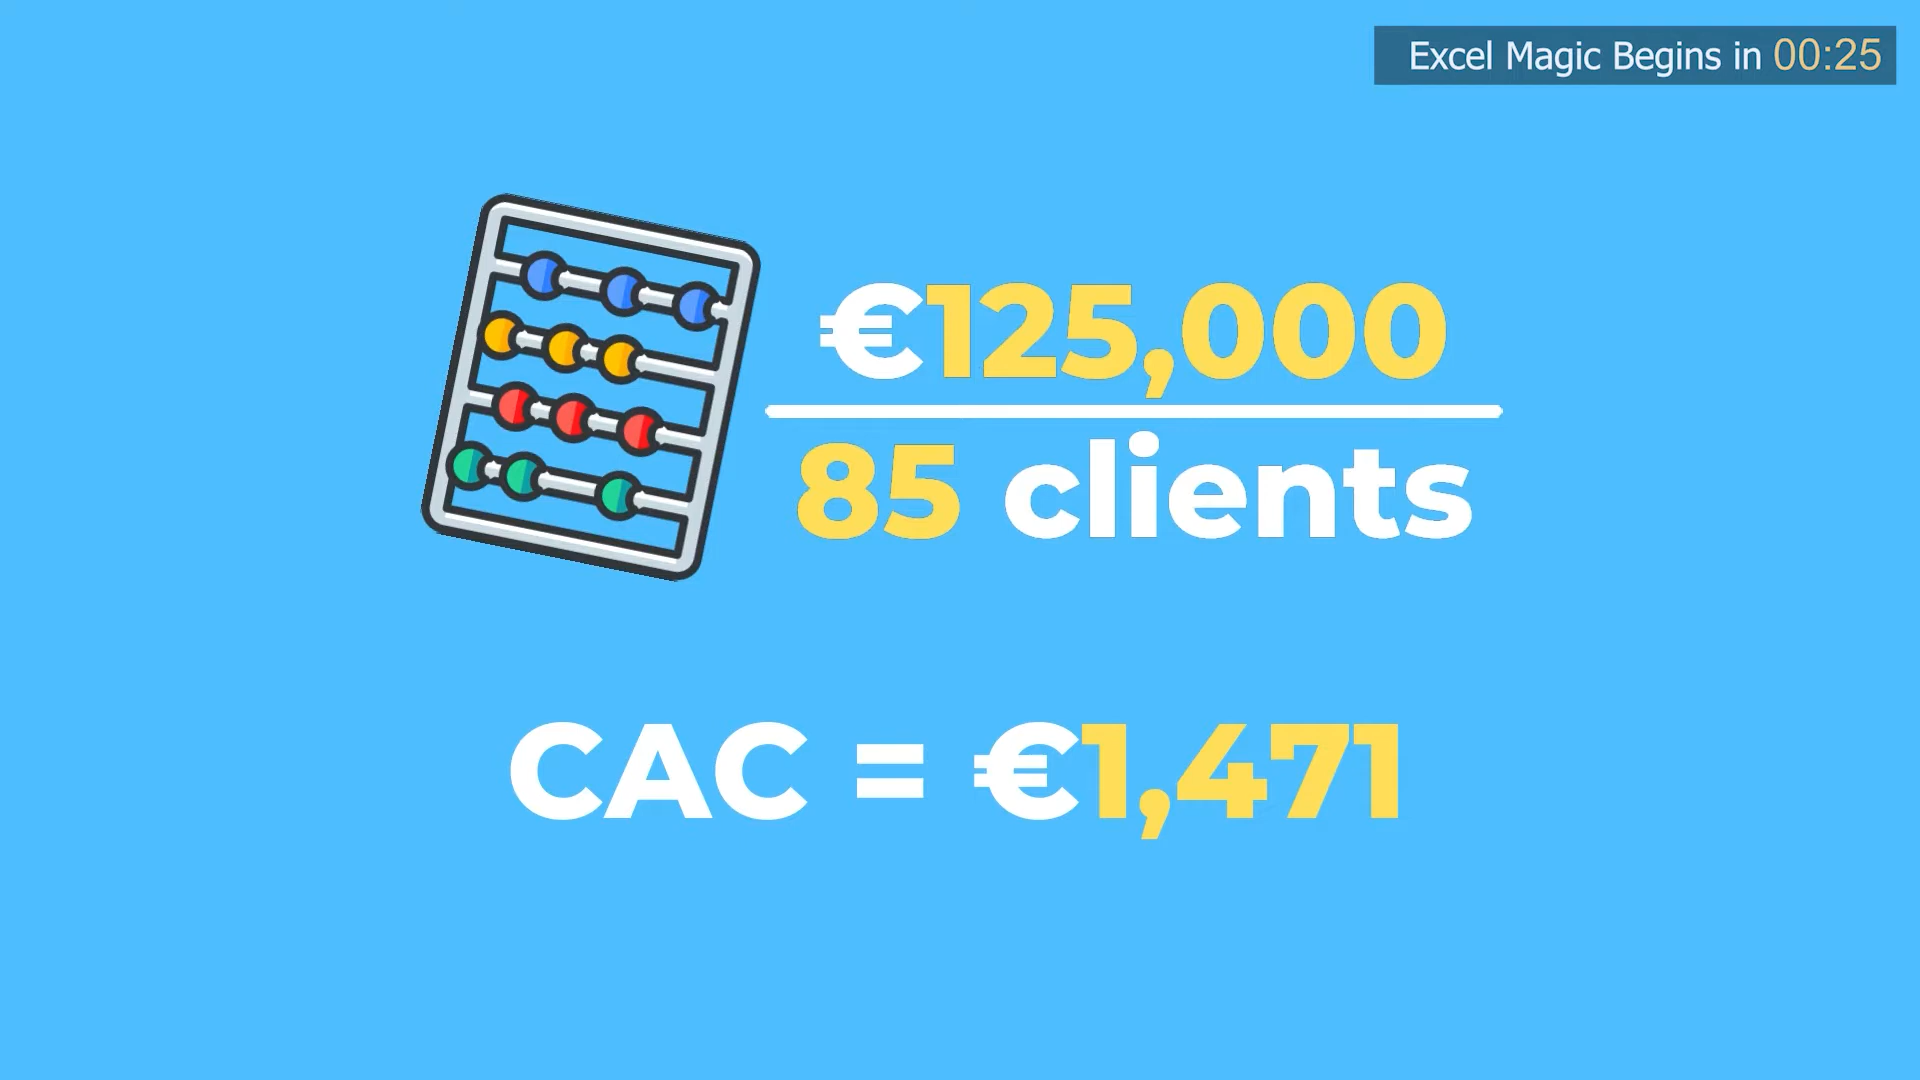 Excel Magic Begins in 00:25
€125,000
85 clients
CAC = €1,471